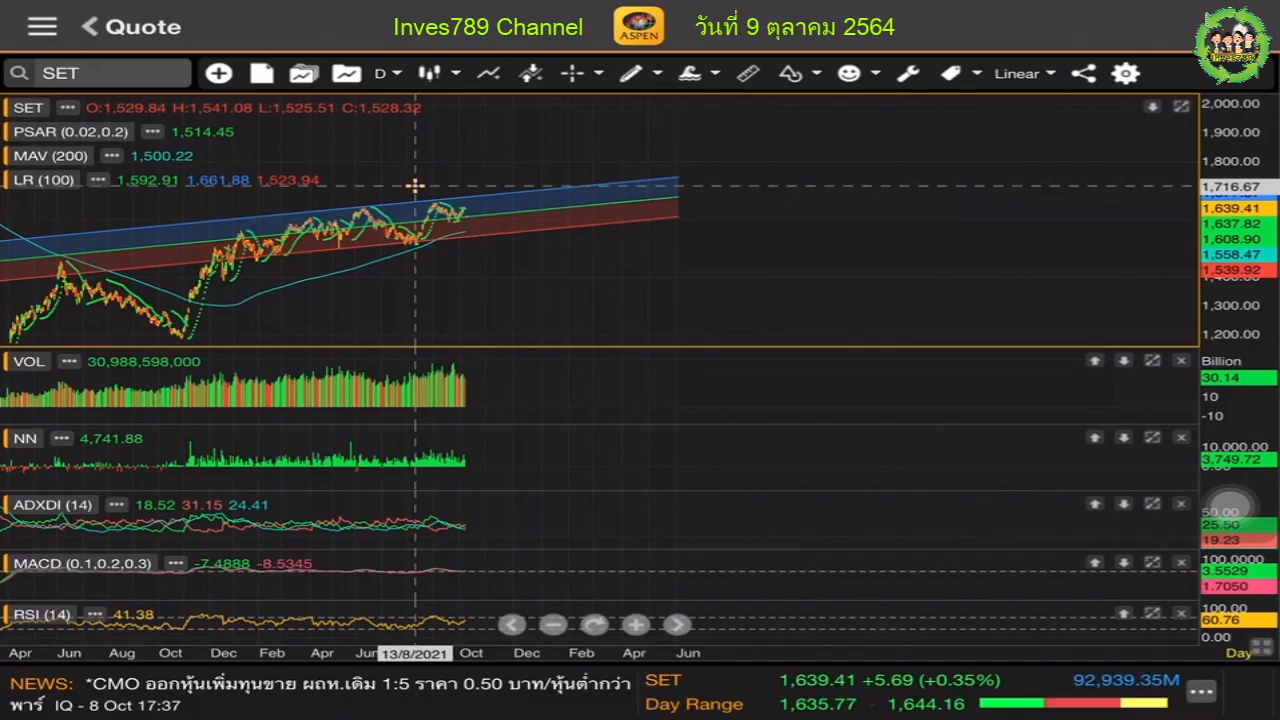 Quote
Inves789 Channel
ASPEN
วันที่ 9 ตุลาคม 2564
Inves789
SET
D
Linear
SET ••• O:1,529.84 H:1,541.08 L:1,525.51 C:1,528.32
PSAR (0.02,0.2) ••• 1,514.45
MAV (200) ••• 1,500.22
LR (100) ••• 1,592.91 1,661.88 1,523.94
2,000.00
1,900.00
1,800.00
1,716.67
1,639.41
1,637.82
1,608.90
1,558.47
1,539.92
1,300.00
1,200.00
VOL ••• 30,988,598,000
Billion
30.14
10
-10
NN ••• 4,741.88
10,000.00
3,749.72
ADXDI (14) ••• 18.52 31.15 24.41
50.00
25.50
19.23
MACD (0.1,0.2,0.3) ••• -7.4888 -8.5345
100.0000
3.5529
1.7050
RSI (14) ••• 41.38
100.00
60.76
0.00
Apr Jun Aug Oct Dec Feb Apr Jun 13/8/2021 Oct Dec Feb Apr Jun Day
NEWS: *CMO ออกหุ้นเพิ่มทุนขาย ผถห.เดิม 1:5 ราคา 0.50 บาท/หุ้นต่ำกว่า
พาร์ IQ - 8 Oct 17:37
SET 1,639.41 +5.69 (+0.35%) 92,939.35M
Day Range 1,635.77 - 1,644.16